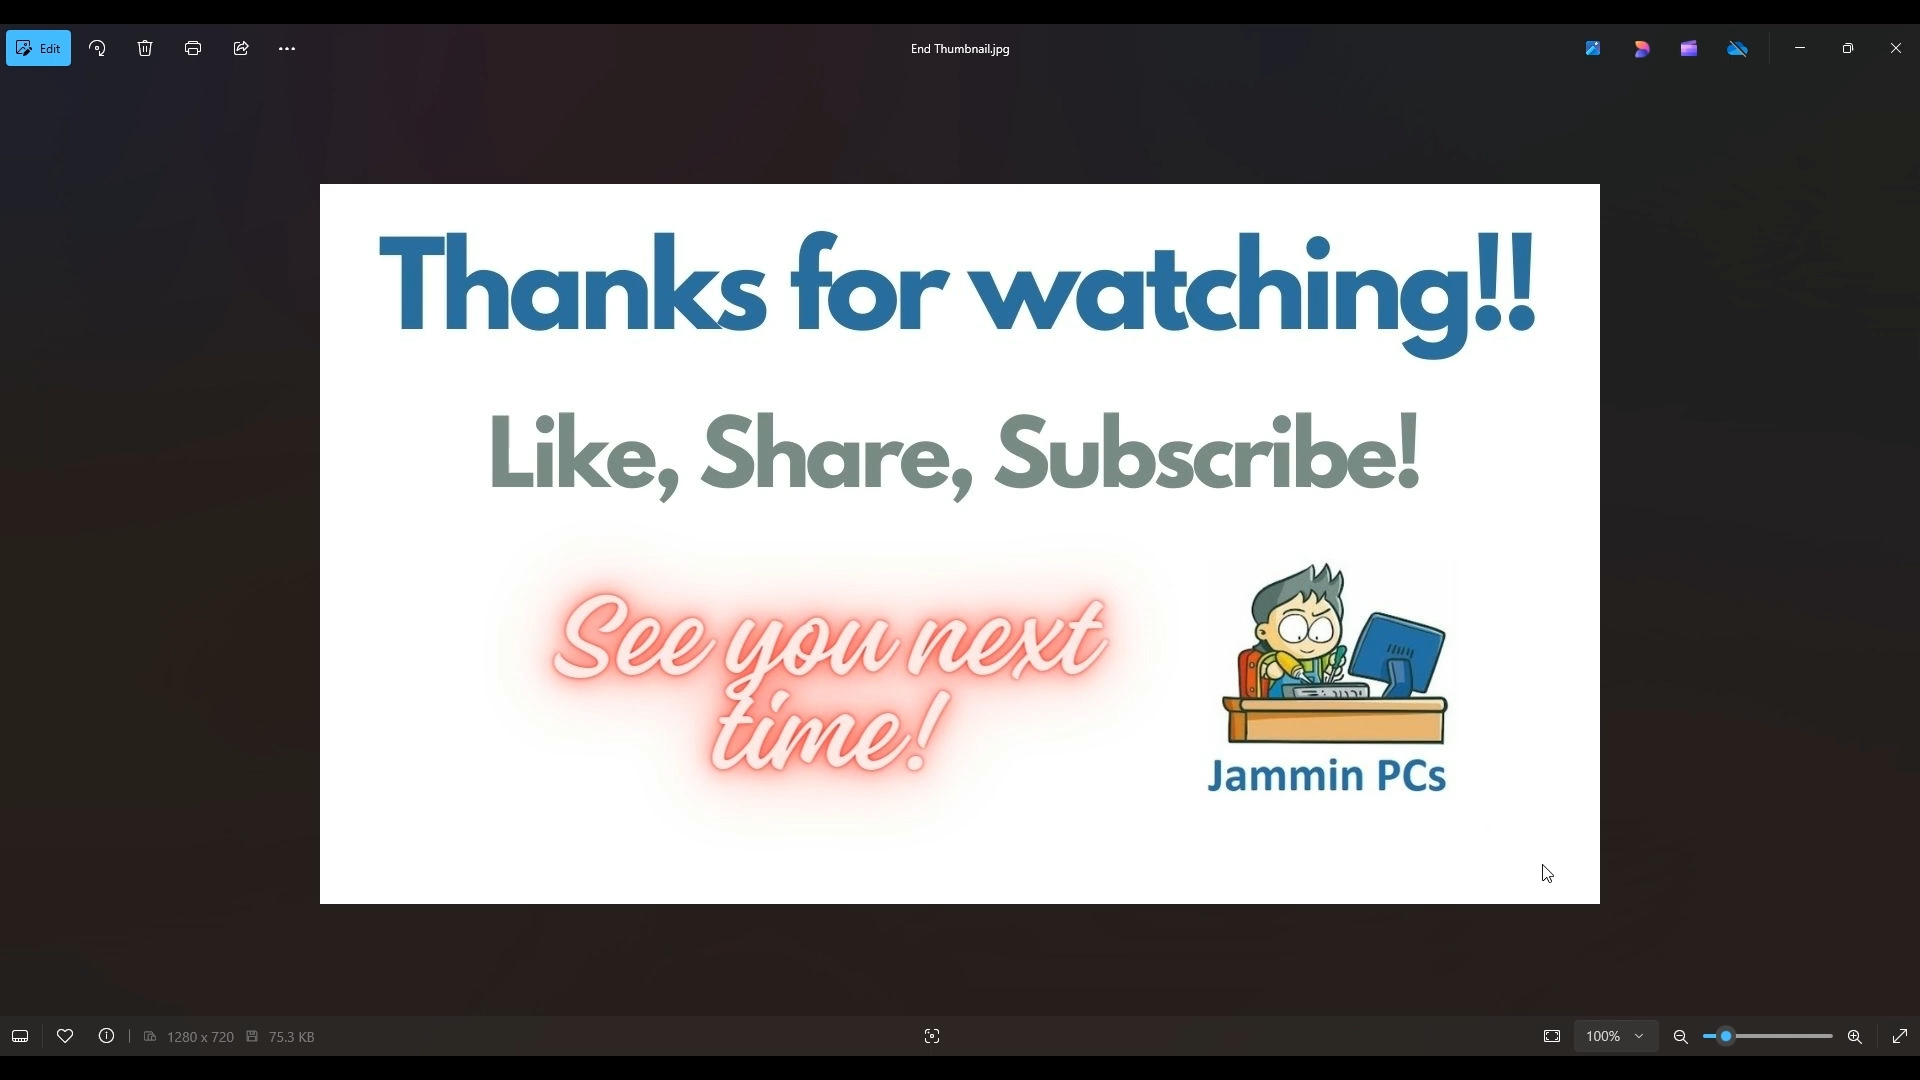 Edit
End Thumbnail.jpg
Thanks for watching!!
Like, Share, Subscribe!
See you next
time!
Jammin PCs
1280 x 720
75.3 KB
100%